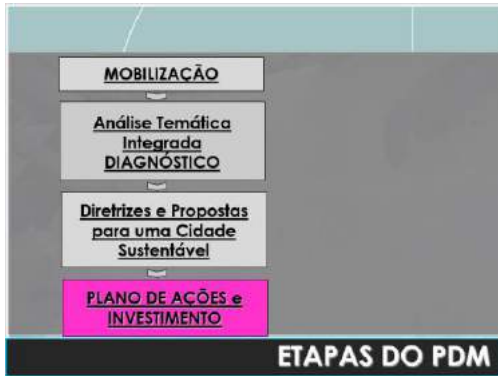 MOBILIZAÇÃO
Análise Temática
Integrada
DIAGNÓSTICO
Diretrizes e Propostas
para uma Cidade
Sustentável
PLANO DE AÇÕES e
INVESTIMENTO
ETAPAS DO PDM